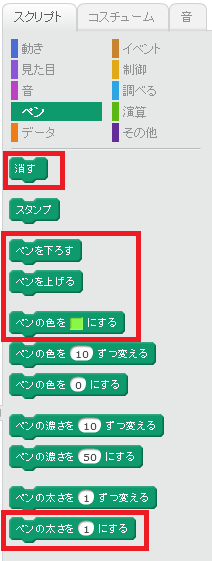 スクリプト コスチューム 音
動き イベント
見た目 制御
音 調べる
ペン 演算
データ その他
消す
スタンプ
ペンを下ろす
ペンを上げる
ペンの色を にする
ペンの色を 10 ずつ変える
ペンの色を 0 にする
ペンの濃さを 10 ずつ変える
ペンの濃さを 50 にする
ペンの太さを 1 ずつ変える
ペンの太さを 1 にする